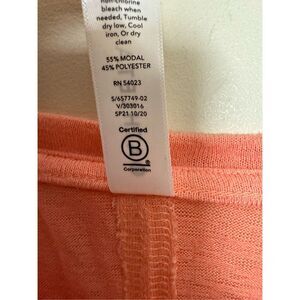 non-chlorine
bleach when
needed, Tumble
dry low, Cool
iron, Or dry
clean
55% MODAL
45% POLYESTER
RN 54023
S/657749-02
V/303016
SP21 10/20
Certified
B
Corporation